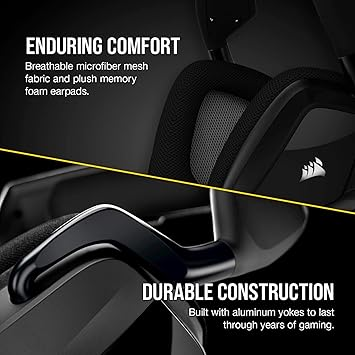 ENDURING COMFORT
Breathable microfiber mesh
fabric and plush memory
foam earpads.
DURABLE CONSTRUCTION
Built with aluminum yokes to last
through years of gaming.